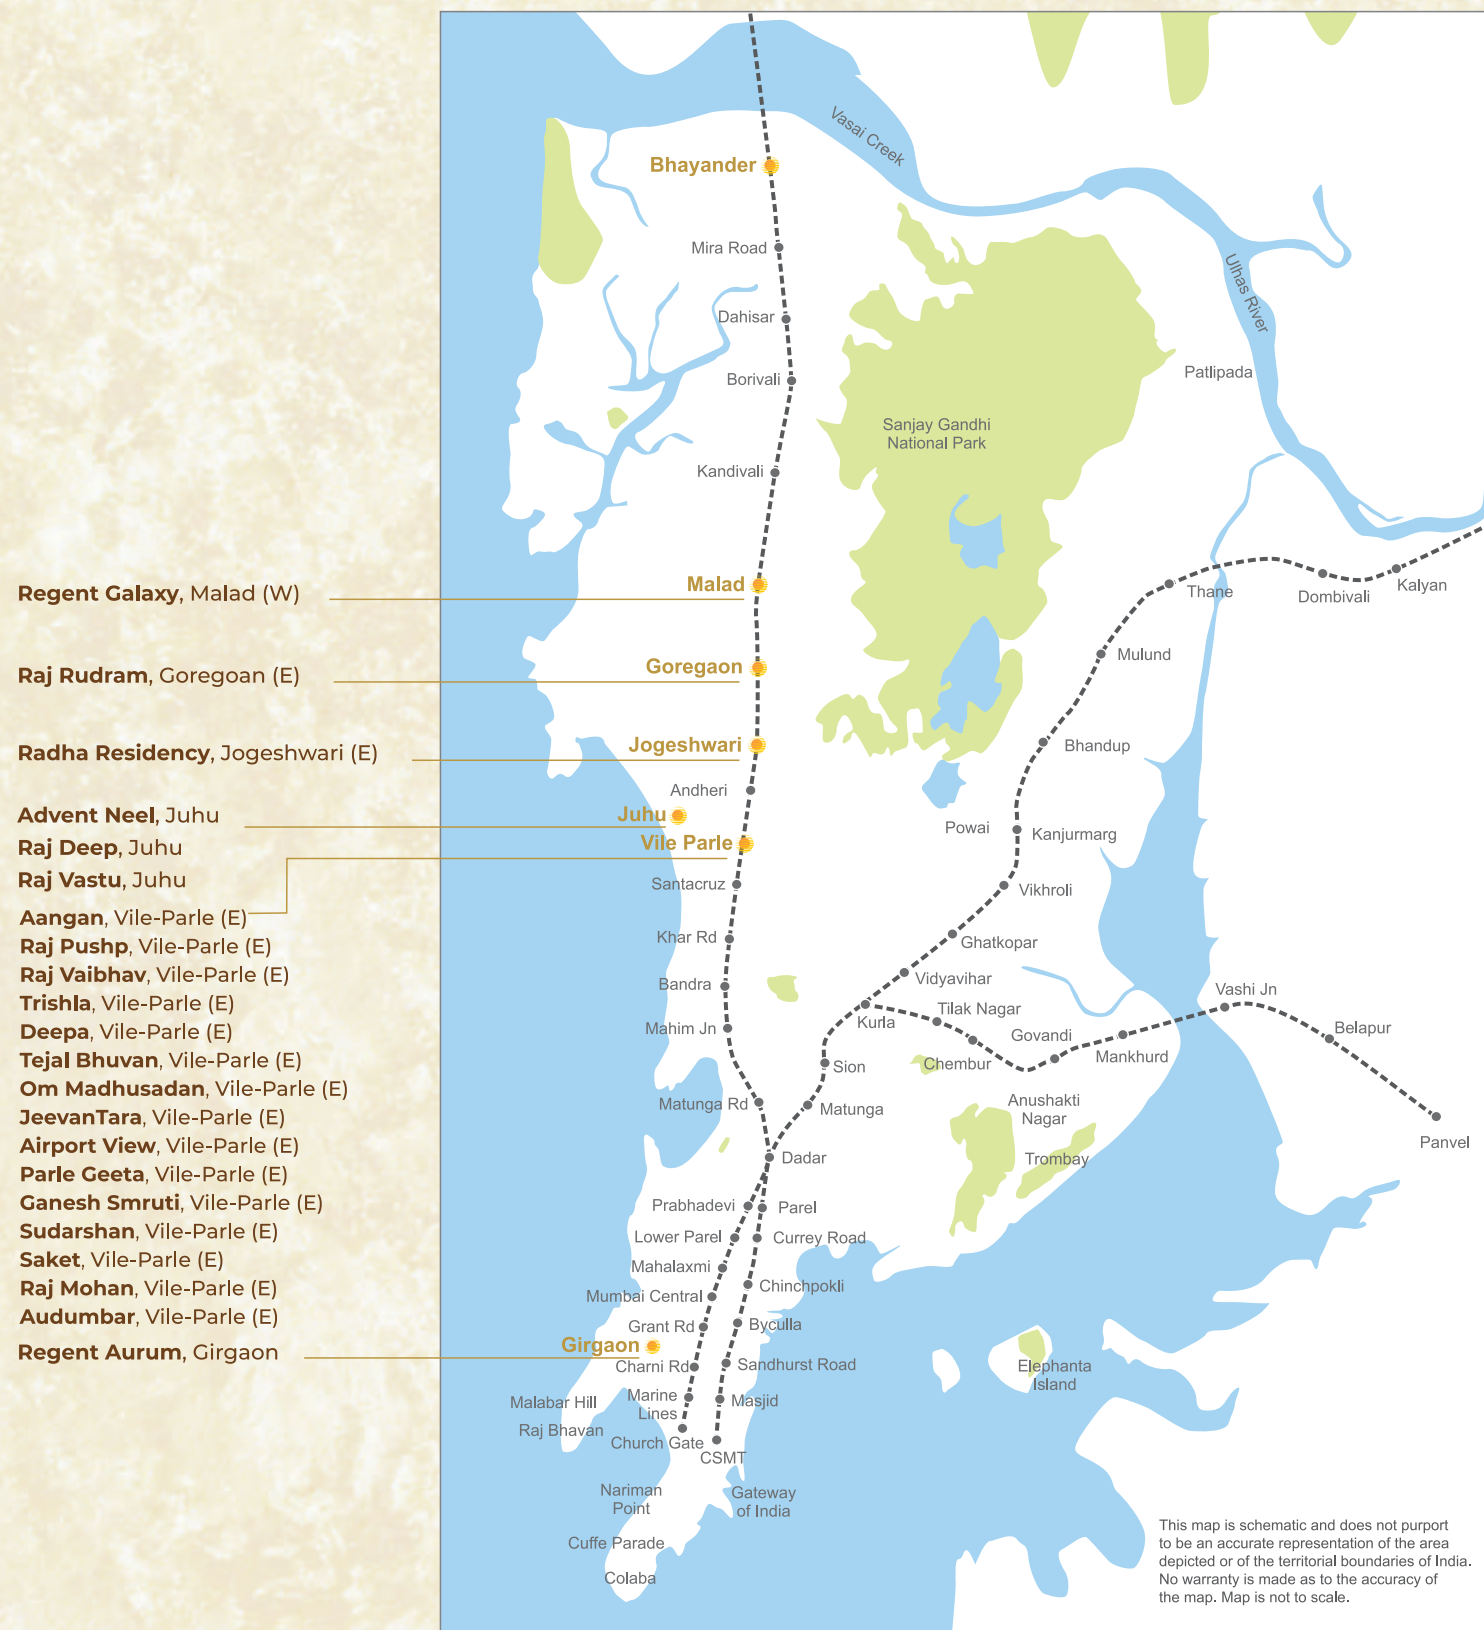 Regent Galaxy, Malad (W)
Raj Rudram, Goregoan (E)
Radha Residency, Jogeshwari (E)
Advent Neel, Juhu
Raj Deep, Juhu
Raj Vastu, Juhu
Aangan, Vile-Parle (E)
Raj Pushp, Vile-Parle (E)
Raj Vaibhav, Vile-Parle (E)
Trishla, Vile-Parle (E)
Deepa, Vile-Parle (E)
Tejal Bhuvan, Vile-Parle (E)
Om Madhusadan, Vile-Parle (E)
JeevanTara, Vile-Parle (E)
Airport View, Vile-Parle (E)
Parle Geeta, Vile-Parle (E)
Ganesh Smruti, Vile-Parle (E)
Sudarshan, Vile-Parle (E)
Saket, Vile-Parle (E)
Raj Mohan, Vile-Parle (E)
Audumbar, Vile-Parle (E)
Regent Aurum, Girgaon
Vasai Creek
Bhayander
Mira Road
Ulhas River
Dahisar
Borivali
Patlipada
Sanjay Gandhi
National Park
Kandivali
Malad
Thane
Dombivali
Kalyan
Goregaon
Mulund
Jogeshwari
Bhandup
Andheri
Juhu
Powai
Kanjurmarg
Vile Parle
Santacruz
Vikhroli
Khar Rd
Ghatkopar
Bandra
Vidyavihar
Vashi Jn
Mahim Jn
Kurla
Tilak Nagar
Govandi
Belapur
Mankhurd
Sion
Chembur
Matunga Rd
Matunga
Anushakti
Nagar
Panvel
Dadar
Trombay
Prabhadevi
Parel
Lower Parel
Currey Road
Mahalaxmi
Chinchpokli
Mumbai Central
Grant Rd
Byculla
Girgaon
Charni Rd
Sandhurst Road
Elephanta
Island
Malabar Hill
Marine
Lines
Masjid
Raj Bhavan
Church Gate
CSMT
Nariman
Point
Gateway
of India
Cuffe Parade
Colaba
This map is schematic and does not purport
to be an accurate representation of the area
depicted or of the territorial boundaries of India.
No warranty is made as to the accuracy of
the map. Map is not to scale.